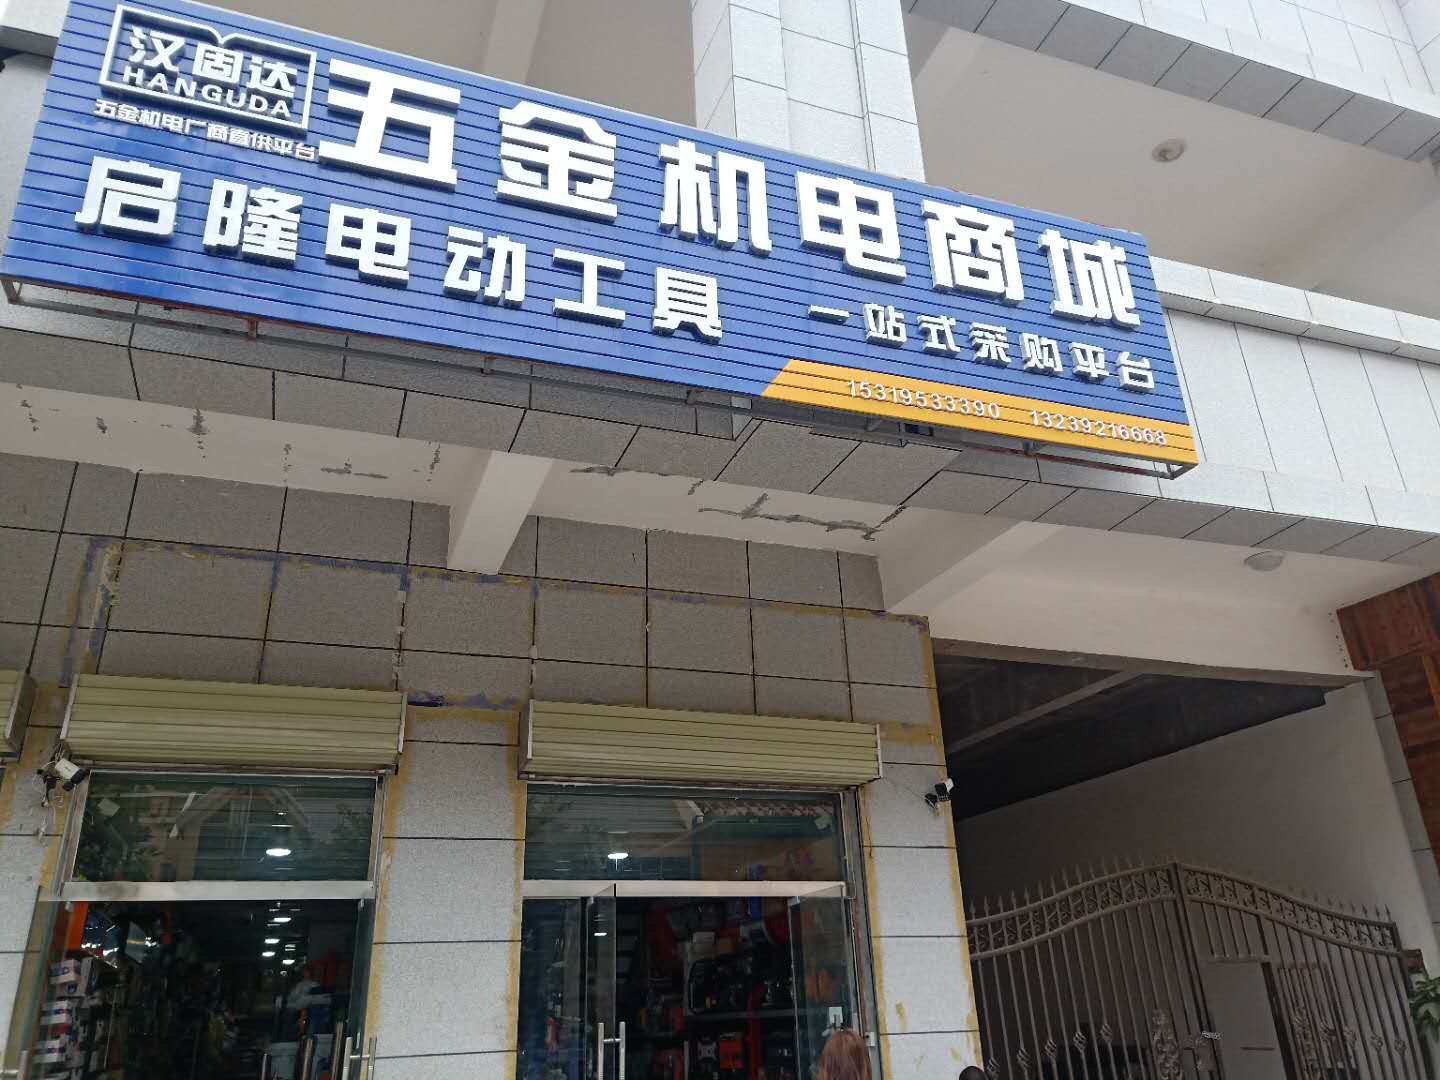 汉固达
HANGUDA
五金机电厂商直供平台
五金机电商城
启隆电动工具
一站式采购平台
15319533390 13239216668